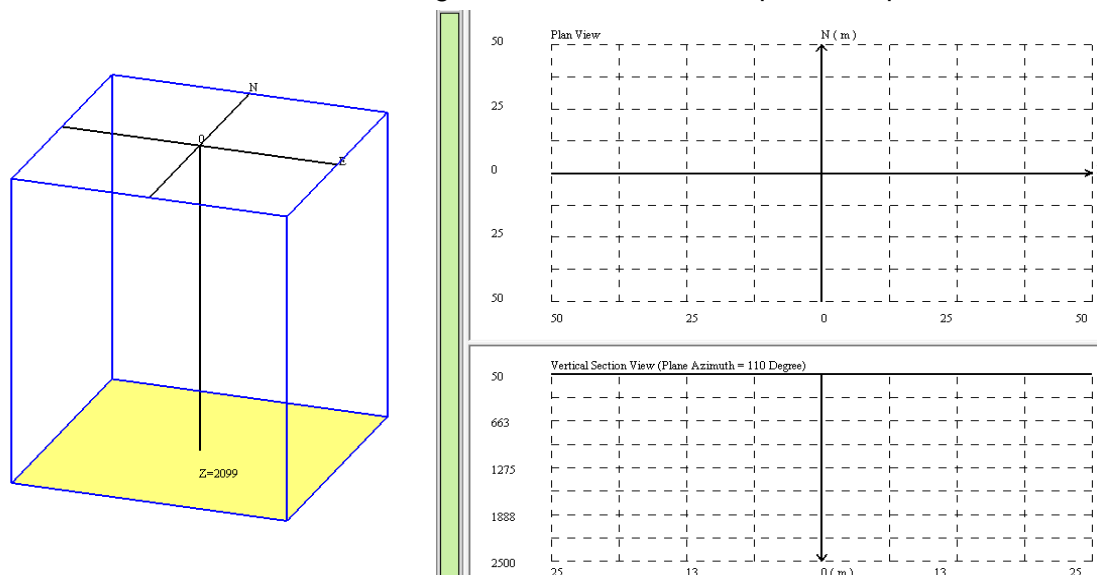 N
0
E
Z=2099
Plan View
N ( m )
50
25
0
25
50
50 25 0 25 50
Vertical Section View (Plane Azimuth = 110 Degree)
50
663
1275
1888
2500
25 13 0 ( m ) 13 25